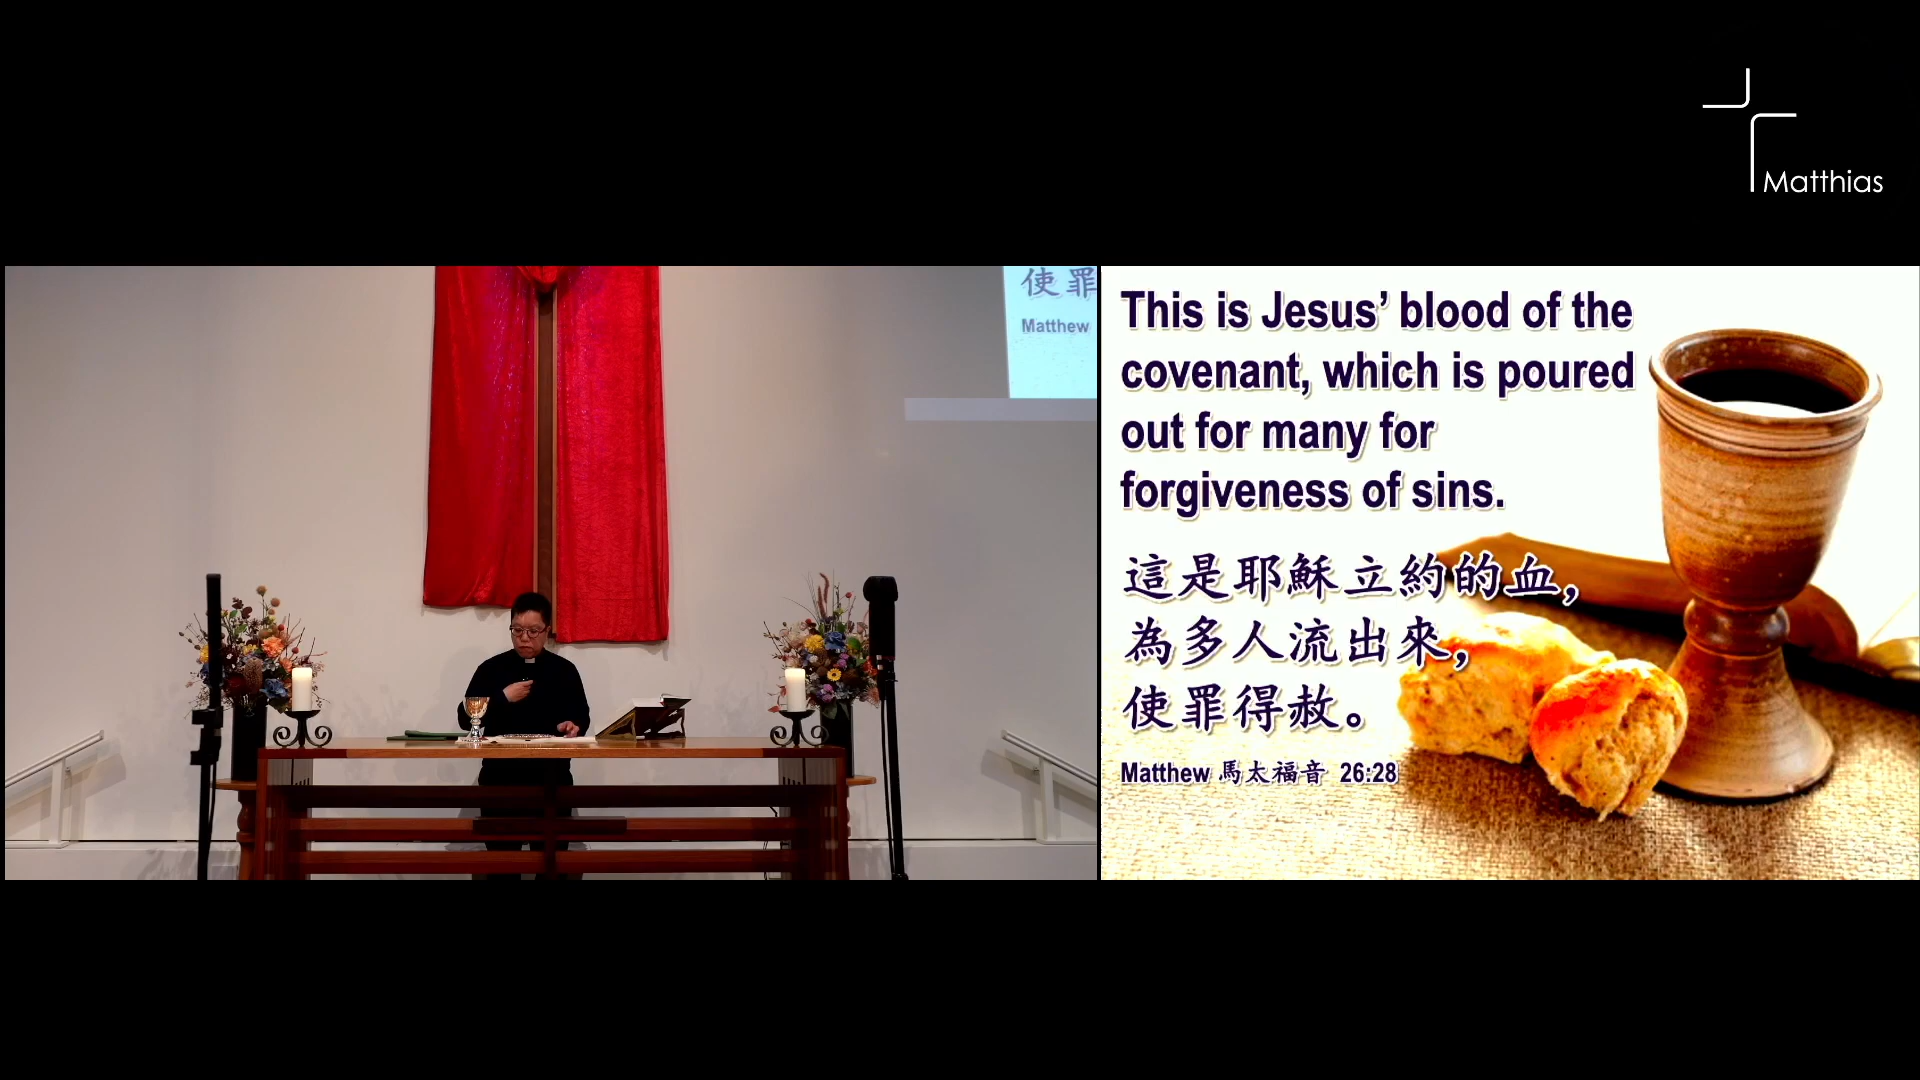 Matthias
使罪
Matthew
This is Jesus’ blood of the
covenant, which is poured
out for many for
forgiveness of sins.
這是耶穌立約的血，
為多人流出來，
使罪得赦。
Matthew 馬太福音 26:28